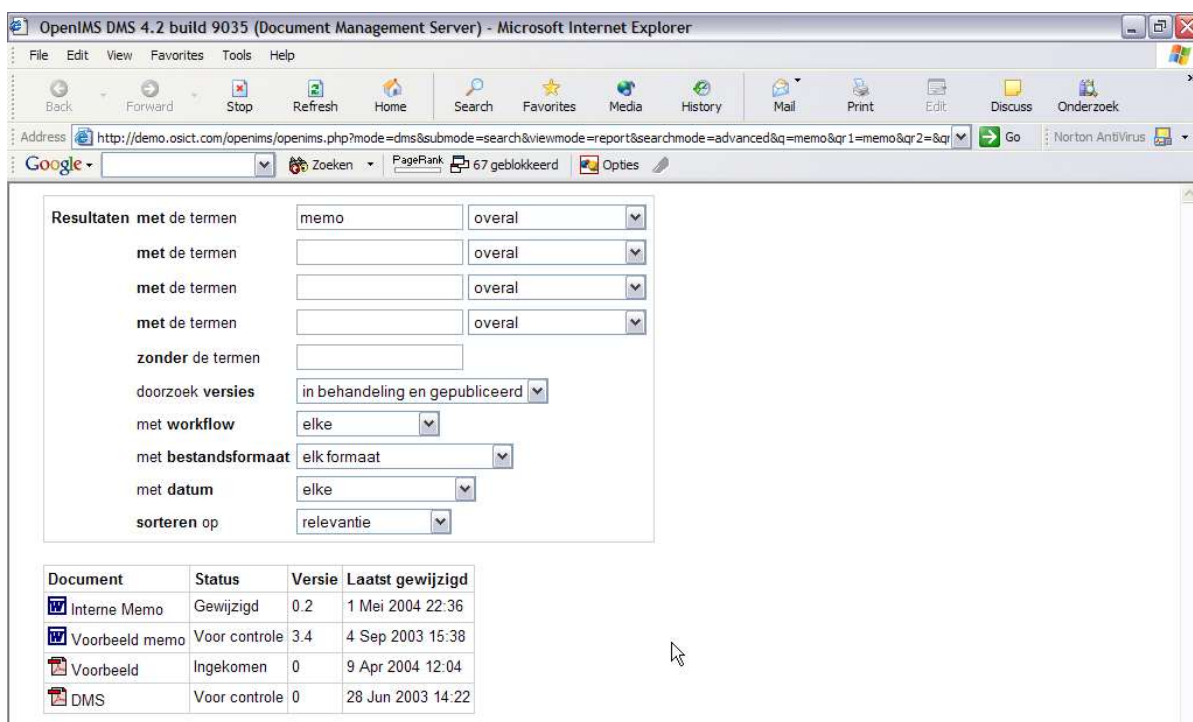 OpenIMS DMS 4.2 build 9035 (Document Management Server) - Microsoft Internet Explorer
File Edit View Favorites Tools Help
Back Forward Stop Refresh Home Search Favorites Media History Mail Print Edit Discuss Onderzoek
Address http://demo.osict.com/openims/openims.php?mode=dms&submode=search&viewmode=report&searchmode=advanced&q=memo&qr1=memo&qr2=&qr Go Norton AntiVirus
Google Zoeken PageRank 67 geblokkeerd Opties
Resultaten met de termen memo overal
met de termen overal
met de termen overal
met de termen overal
zonder de termen
doorzoek versies in behandeling en gepubliceerd
met workflow elke
met bestandsformaat elk formaat
met datum elke
sorteren op relevantie
Document Status Versie Laatst gewijzigd
Interne Memo Gewijzigd 0.2 1 Mei 2004 22:36
Voorbeeld memo Voor controle 3.4 4 Sep 2003 15:38
Voorbeeld Ingekomen 0 9 Apr 2004 12:04
DMS Voor controle 0 28 Jun 2003 14:22